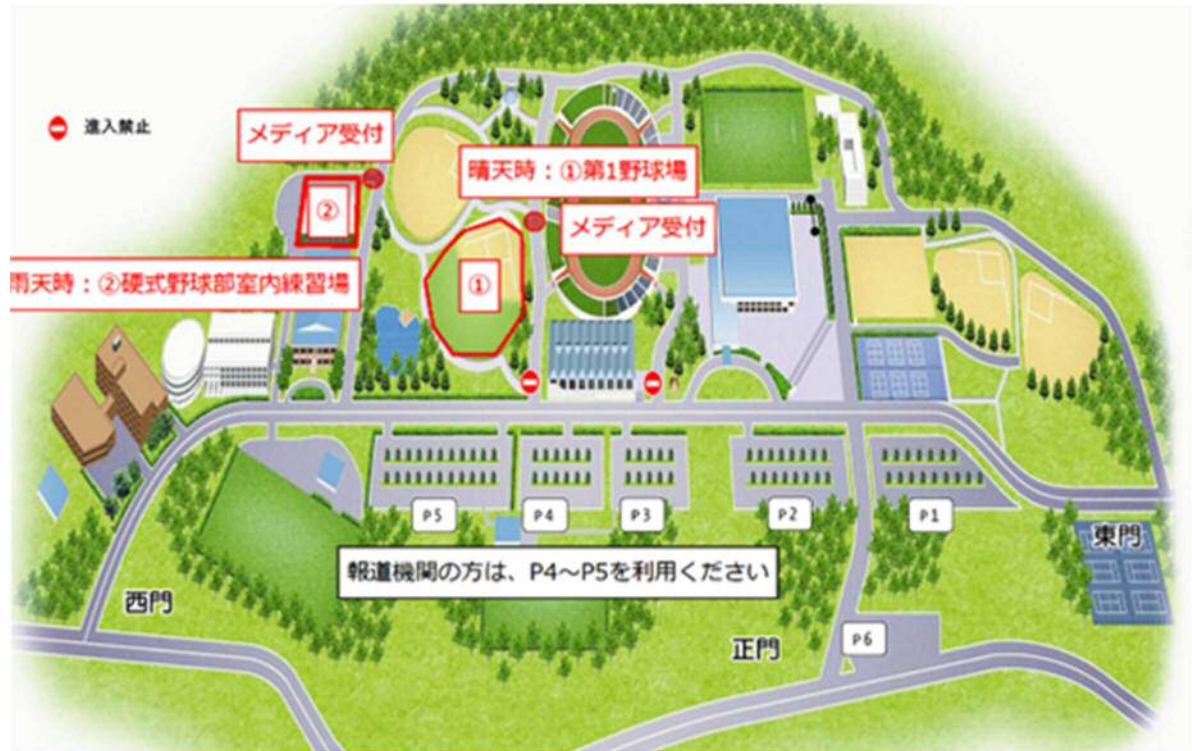 進入禁止
メディア受付
晴天時：①第1野球場
②
メディア受付
雨天時：②硬式野球部室内練習場
①
P5
P4
P3
P2
P1
東門
報道機関の方は、P4～P5を利用ください
西門
正門
P6